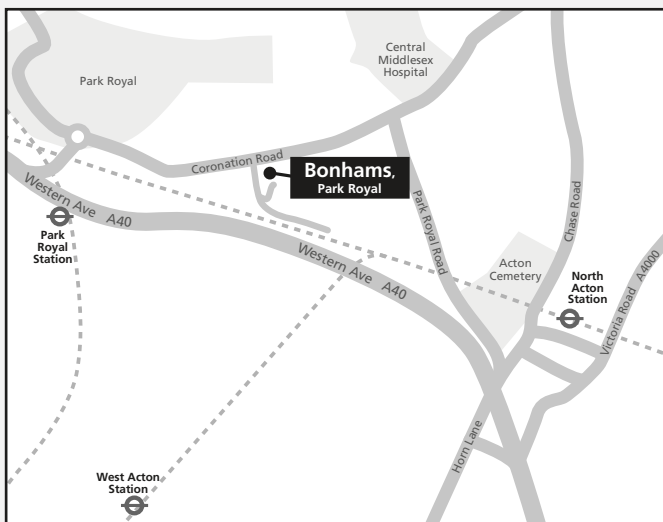 Central
Middlesex
Hospital
Park Royal
Coronation Road
Bonhams,
Park Royal
Western Ave A40
Park
Royal
Station
Park Royal Road
Chase Road
Western Ave A40
Acton
Cemetery
North
Acton
Station
Victoria Road A4000
Horn Lane
West Acton
Station